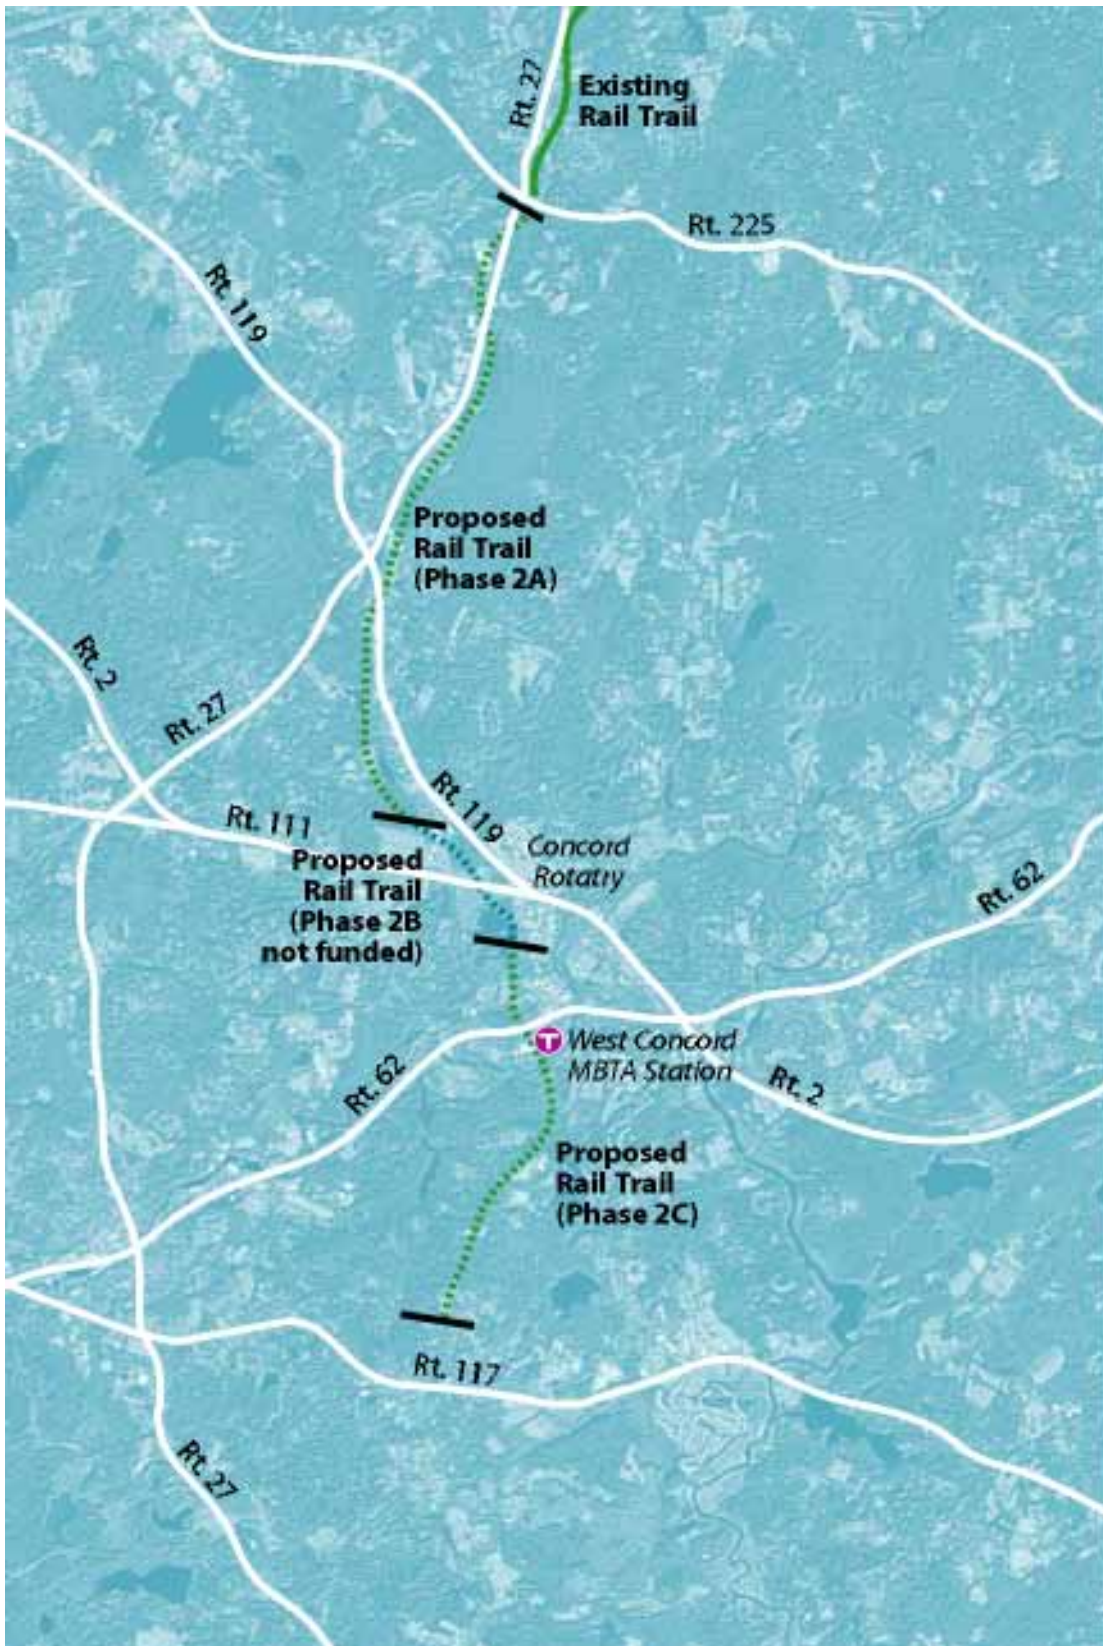 Rt. 27
Existing
Rail Trail
Rt. 225
Rt. 119
Proposed
Rail Trail
(Phase 2A)
Rt. 2
Rt. 27
Rt. 119
Rt. 111
Concord
Rotatry
Proposed
Rail Trail
(Phase 2B
not funded)
Rt. 62
T
West Concord
MBTA Station
Rt. 62
Rt. 2
Proposed
Rail Trail
(Phase 2C)
Rt. 117
Rt. 27